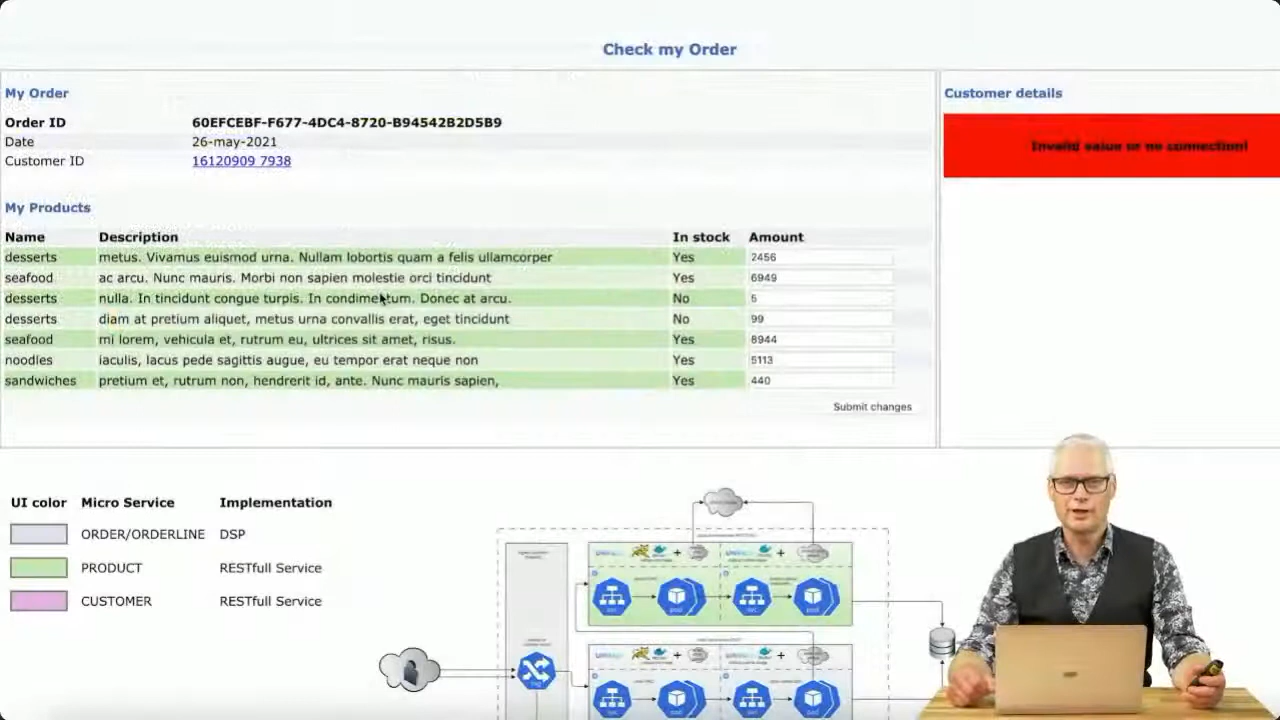 Check my Order
My Order
Order ID 60EFCEBF-F677-4DC4-8720-B94542B2D5B9
Date 26-may-2021
Customer ID 16120909 7938
My Products
Name Description In stock Amount
desserts metus. Vivamus euismod urna. Nullam lobortis quam a felis ullamcorper Yes 2456
seafood ac arcu. Nunc mauris. Morbi non sapien molestie orci tincidunt Yes 6949
desserts nulla. In tincidunt congue turpis. In condimentum. Donec at arcu. No 5
desserts diam at pretium aliquet, metus urna convallis erat, eget tincidunt No 99
seafood mi lorem, vehicula et, rutrum eu, ultrices sit amet, risus. Yes 8944
noodles iaculis, lacus pede sagittis augue, eu tempor erat neque non Yes 5113
sandwiches pretium et, rutrum non, hendrerit id, ante. Nunc mauris sapien, Yes 440
Submit changes
Customer details
Invalid value or no connection!
UI color Micro Service Implementation
ORDER/ORDERLINE DSP
PRODUCT RESTfull Service
CUSTOMER RESTfull Service